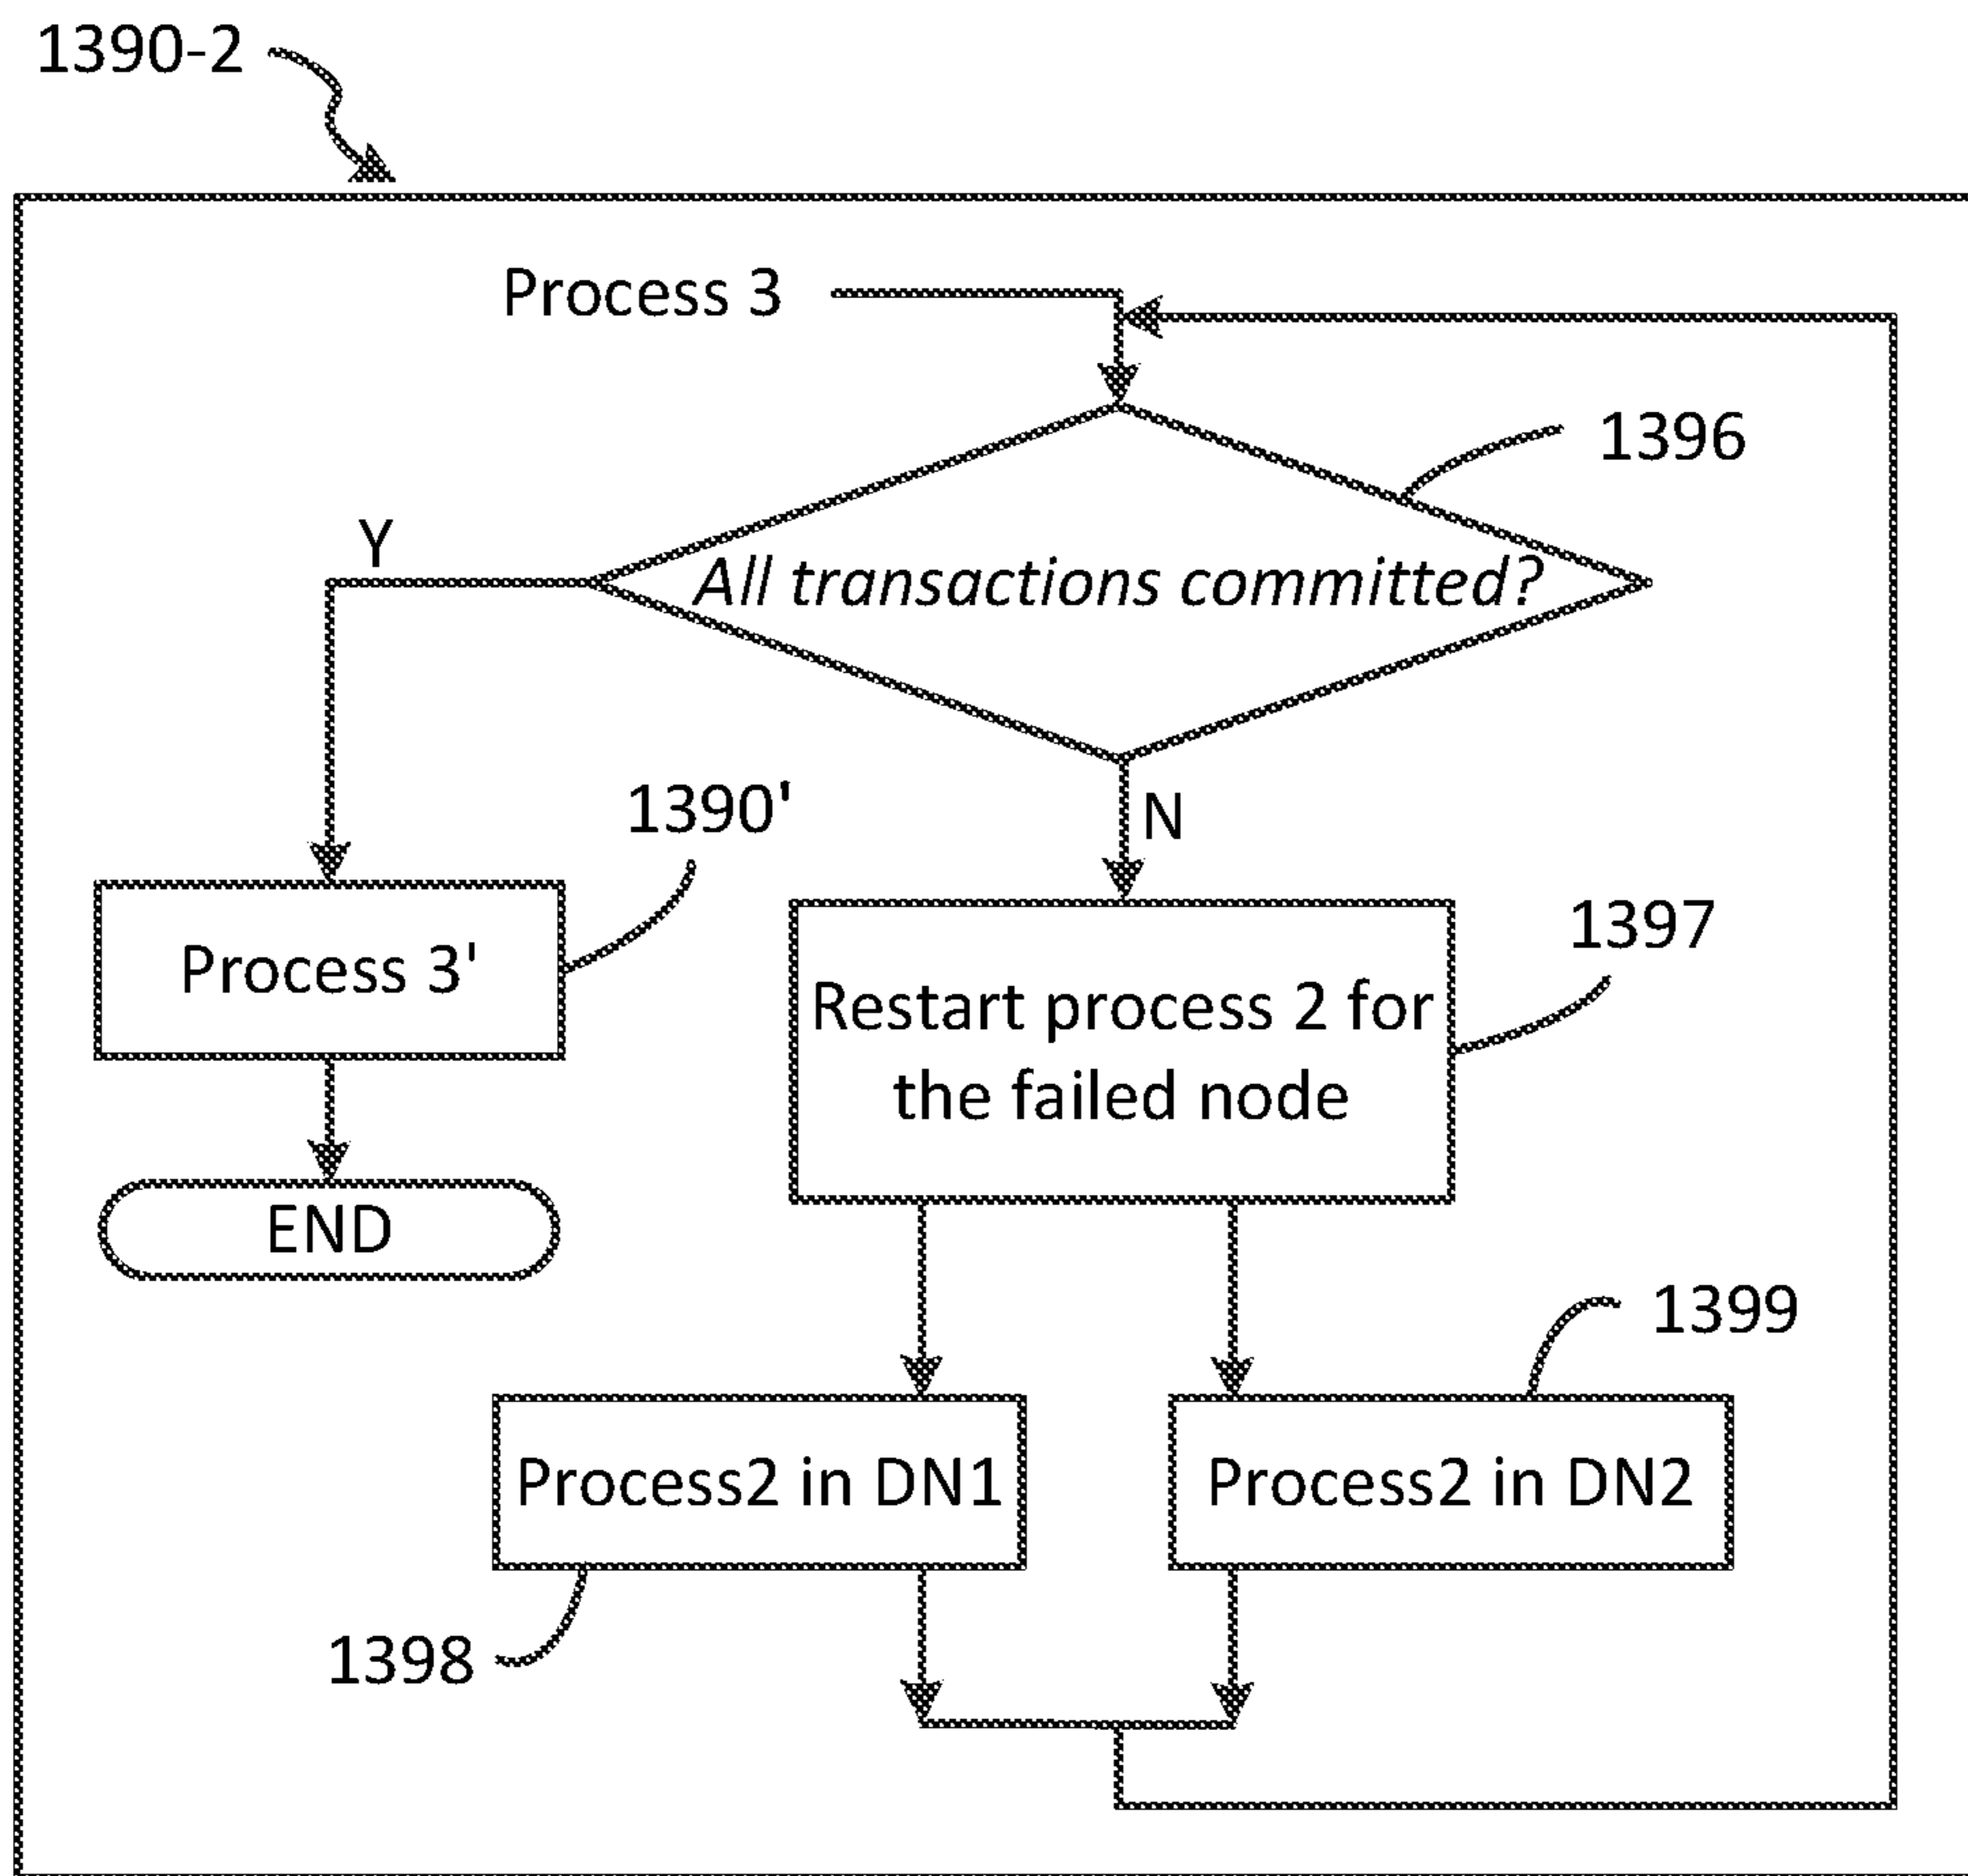 1390-2
Process 3
1396
Y
All transactions committed?
1390'
N
1397
Process 3'
Restart process 2 for
the failed node
END
1399
Process2 in DN1
Process2 in DN2
1398